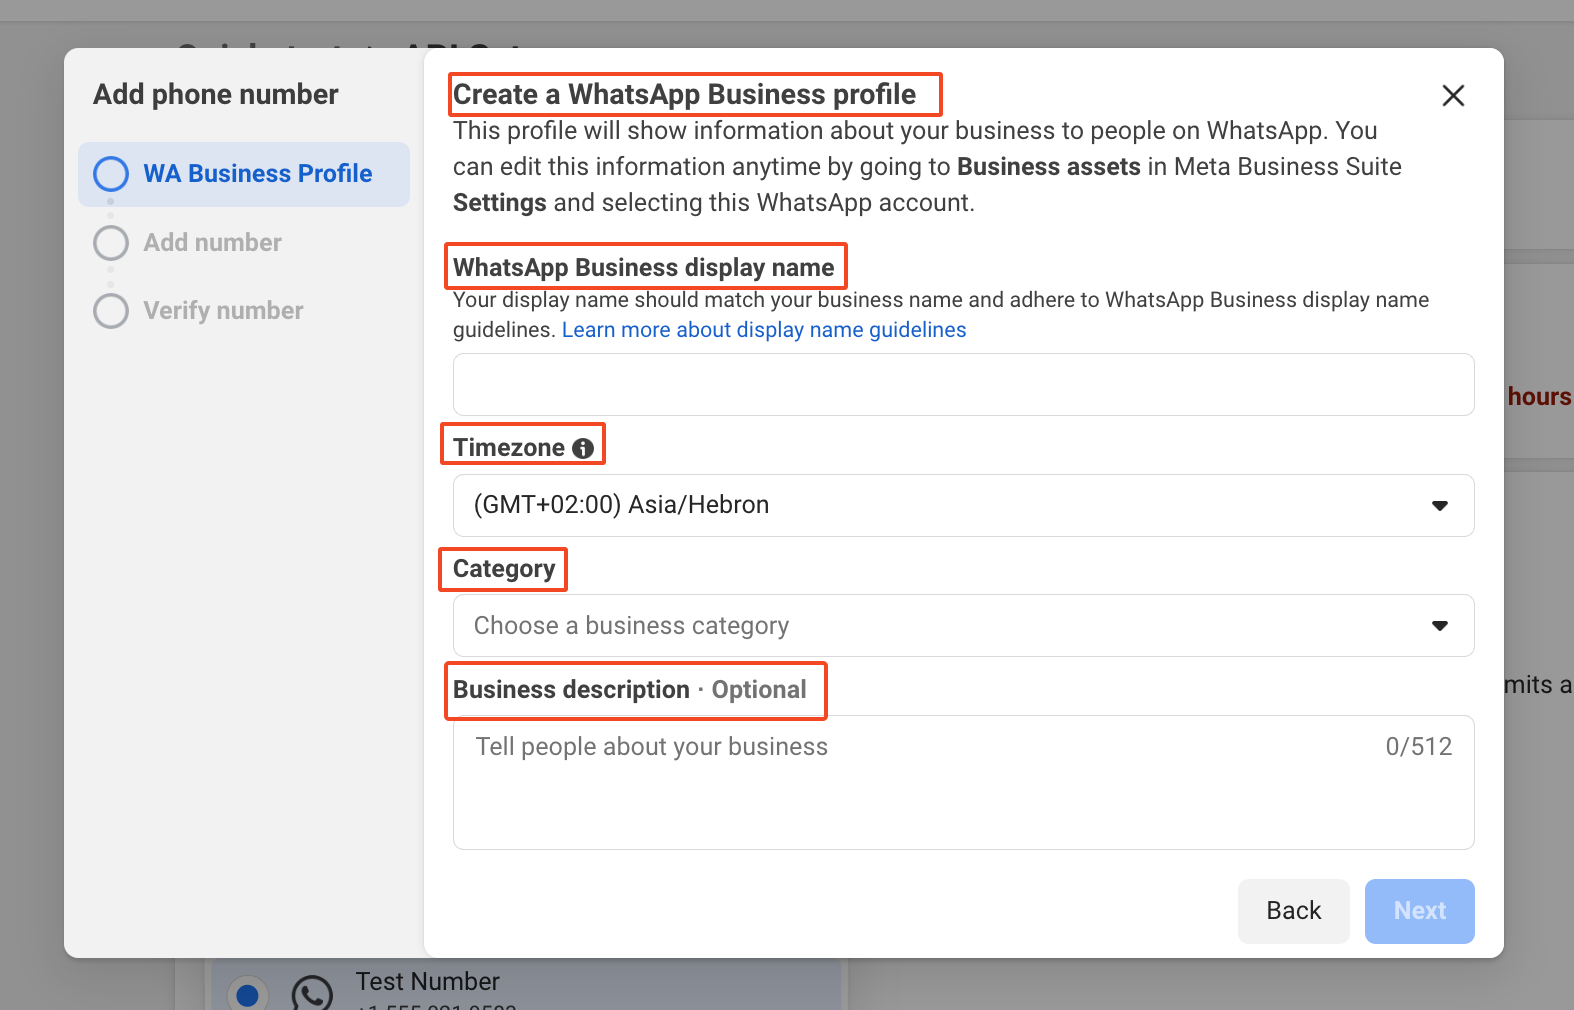 Add phone number
WA Business Profile
Add number
Verify number
Create a WhatsApp Business profile
This profile will show information about your business to people on WhatsApp. You
can edit this information anytime by going to Business assets in Meta Business Suite
Settings and selecting this WhatsApp account.
WhatsApp Business display name
Your display name should match your business name and adhere to WhatsApp Business display name
guidelines. Learn more about display name guidelines
Timezone
(GMT+02:00) Asia/Hebron
Category
Choose a business category
Business description · Optional
Tell people about your business
0/512
Back
Next
hours
mits a
Test Number